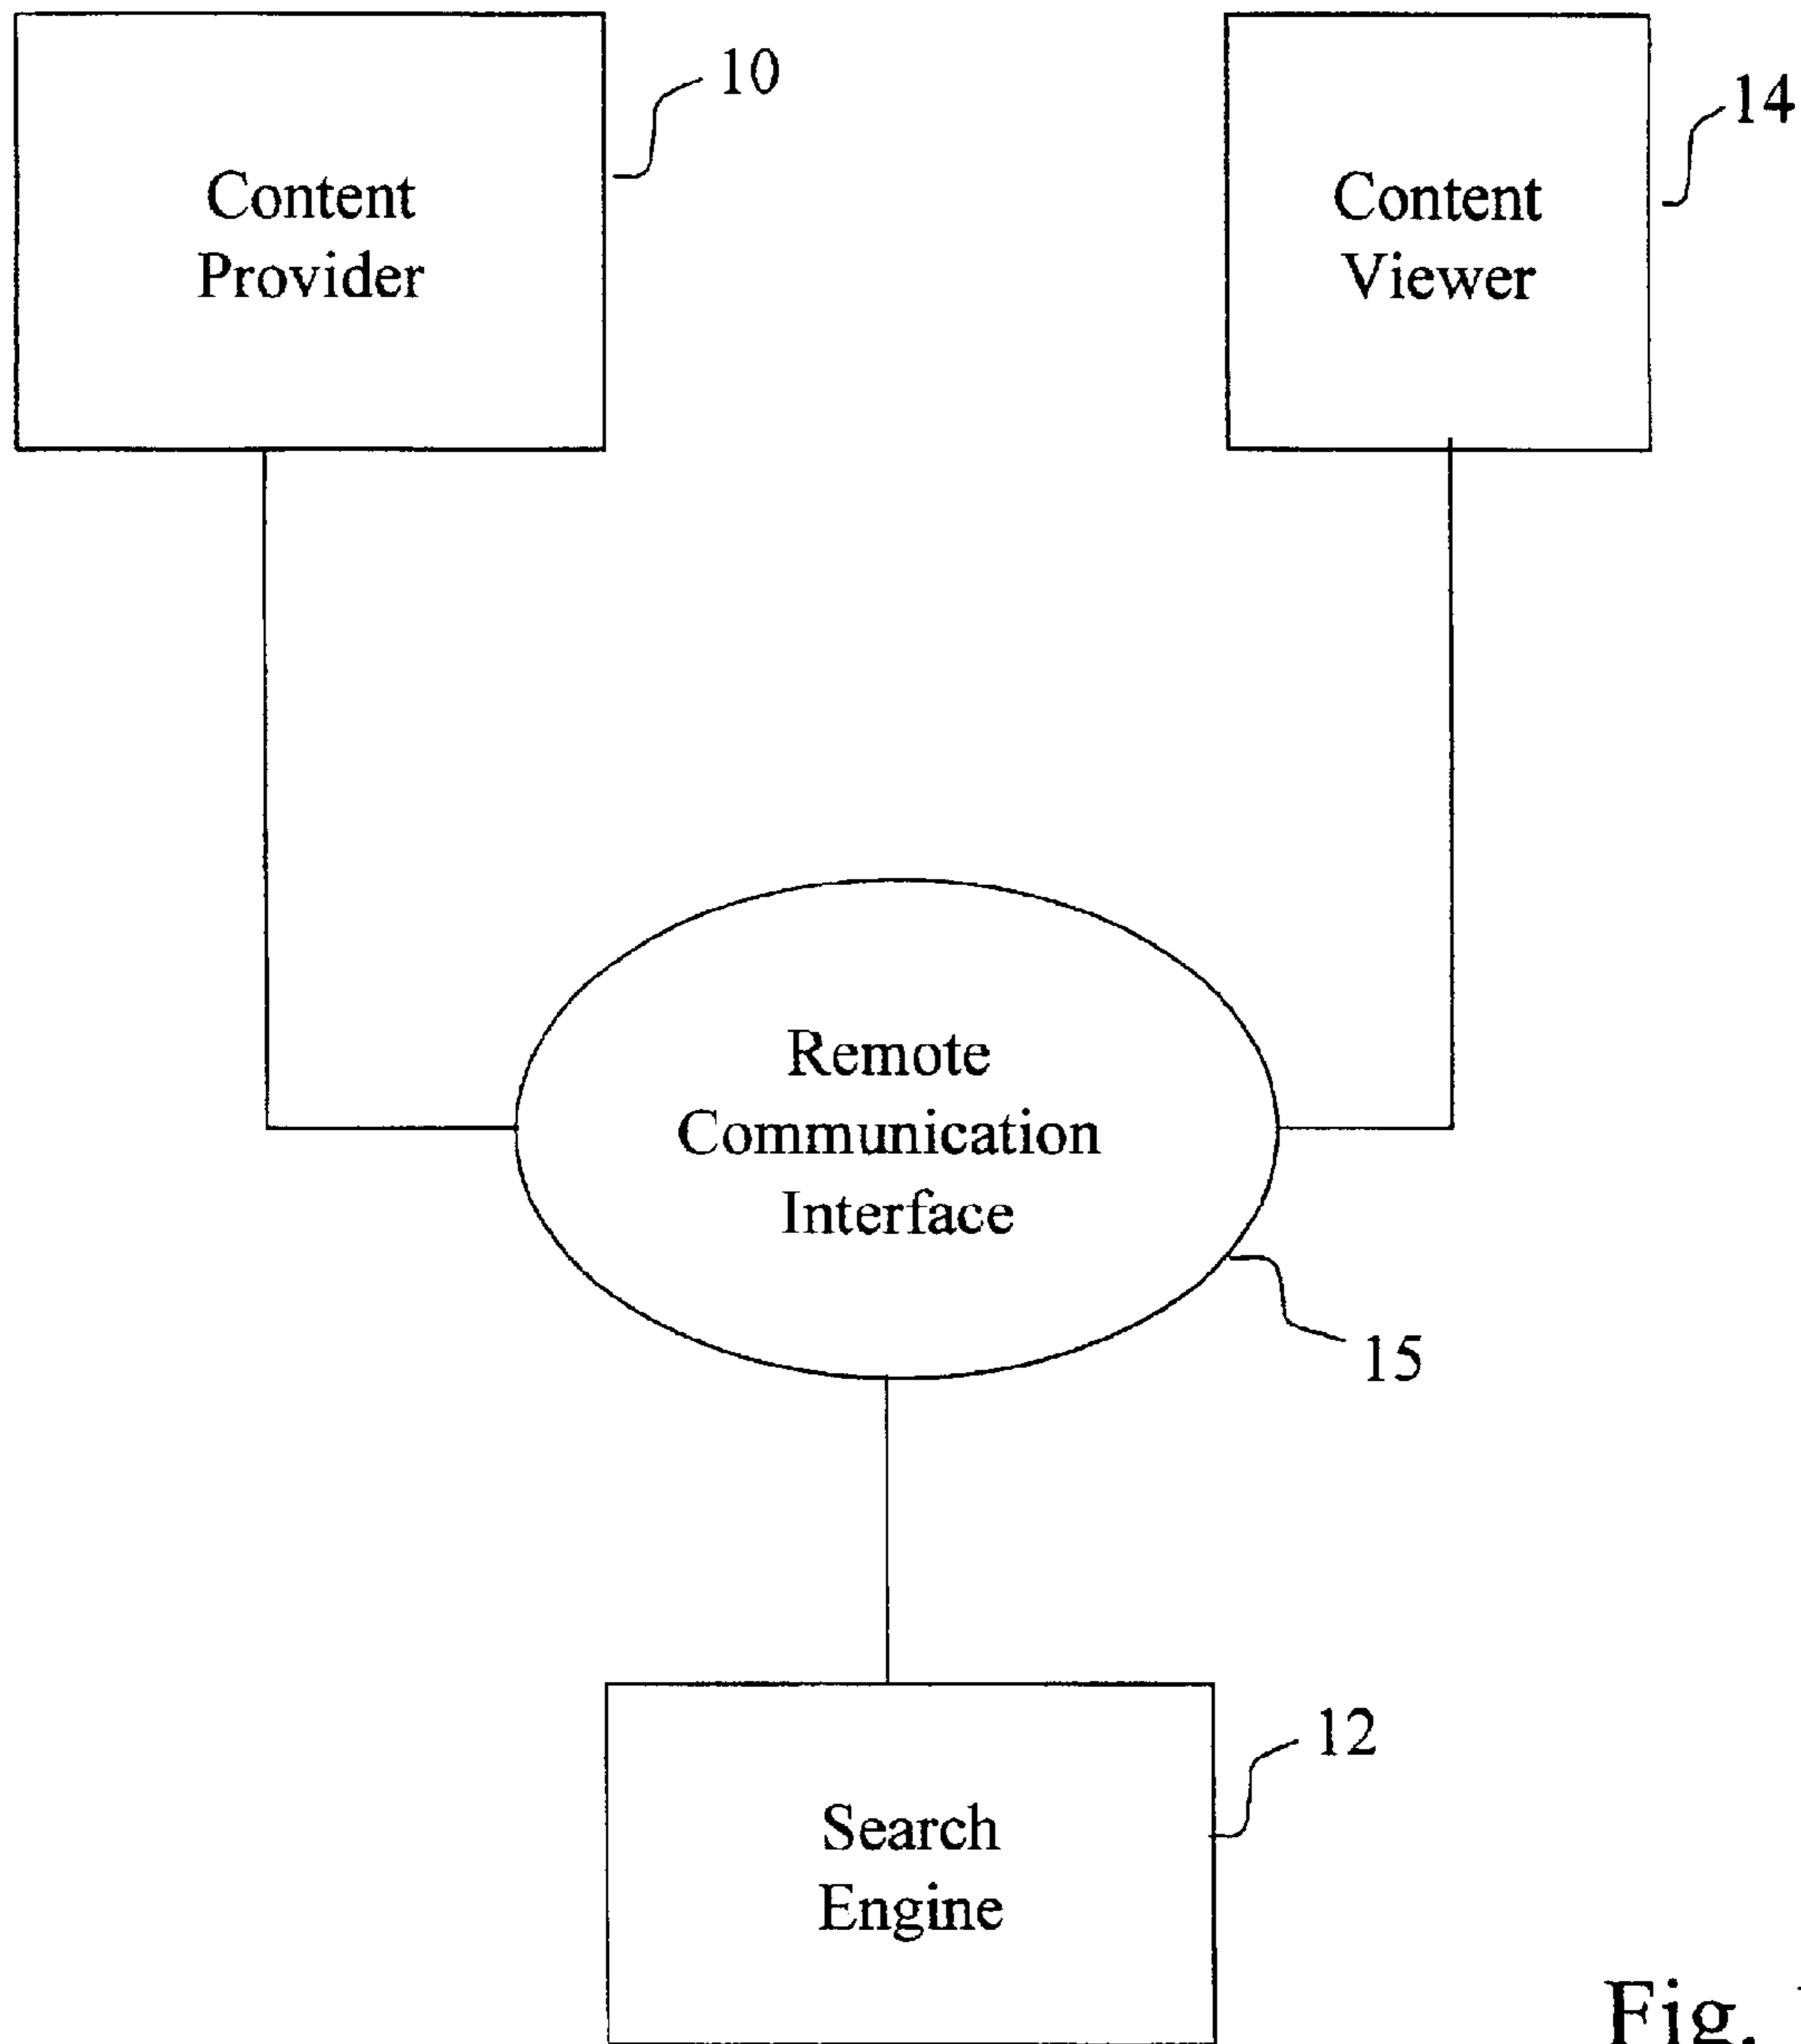 10
14
Content
Provider
Content
Viewer
Remote
Communication
Interface
15
12
Search
Engine
Fig.